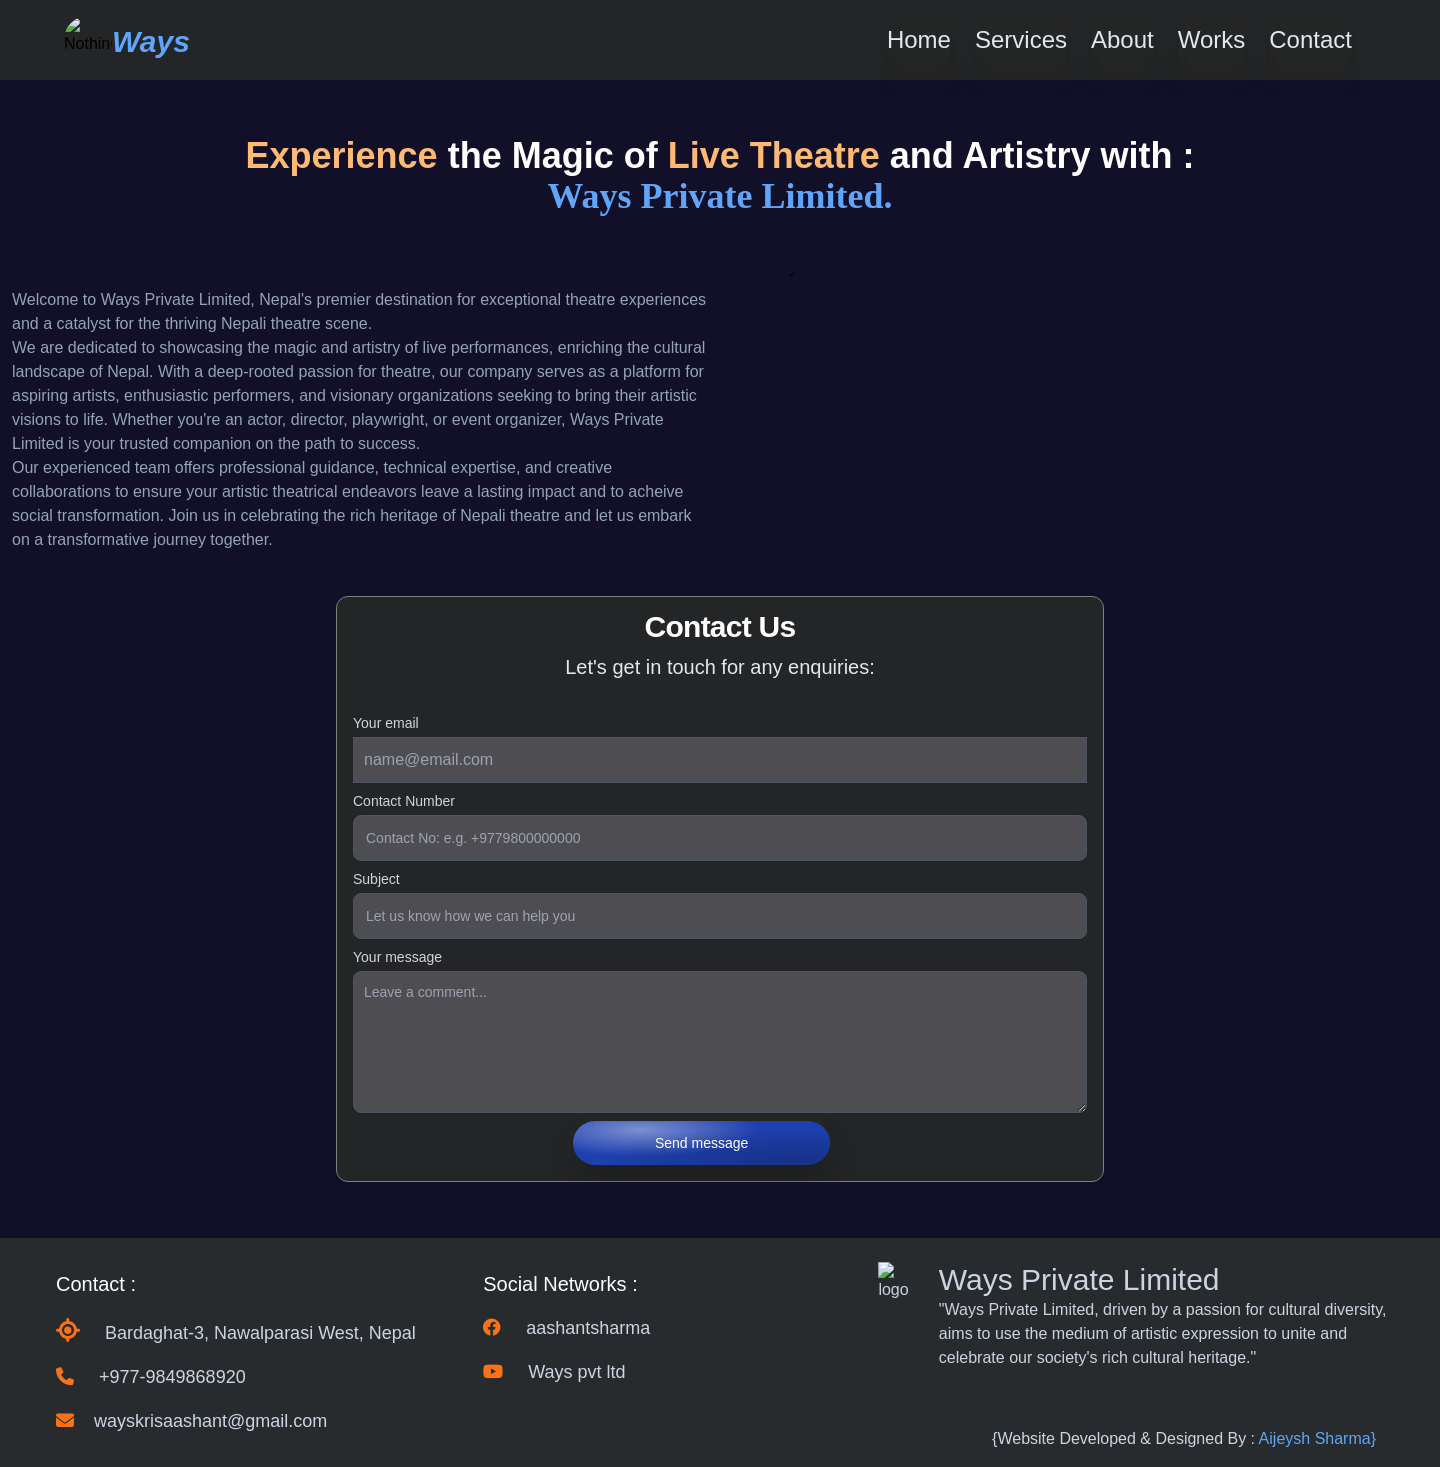 Ways
Home Services About Works Contact
Experience the Magic of Live Theatre and Artistry with :
Ways Private Limited.
Welcome to Ways Private Limited, Nepal's premier destination for exceptional theatre experiences
and a catalyst for the thriving Nepali theatre scene.
We are dedicated to showcasing the magic and artistry of live performances, enriching the cultural
landscape of Nepal. With a deep-rooted passion for theatre, our company serves as a platform for
aspiring artists, enthusiastic performers, and visionary organizations seeking to bring their artistic
visions to life. Whether you're an actor, director, playwright, or event organizer, Ways Private
Limited is your trusted companion on the path to success.
Our experienced team offers professional guidance, technical expertise, and creative
collaborations to ensure your artistic theatrical endeavors leave a lasting impact and to acheive
social transformation. Join us in celebrating the rich heritage of Nepali theatre and let us embark
on a transformative journey together.
Contact Us
Let's get in touch for any enquiries:
Your email
name@email.com
Contact Number
Contact No: e.g. +9779800000000
Subject
Let us know how we can help you
Your message
Leave a comment...
Send message
Contact :
Bardaghat-3, Nawalparasi West, Nepal
+977-9849868920
wayskrisaashant@gmail.com
Social Networks :
aashantsharma
Ways pvt ltd
logo
Ways Private Limited
"Ways Private Limited, driven by a passion for cultural diversity,
aims to use the medium of artistic expression to unite and
celebrate our society's rich cultural heritage."
{Website Developed & Designed By : Aijeysh Sharma}